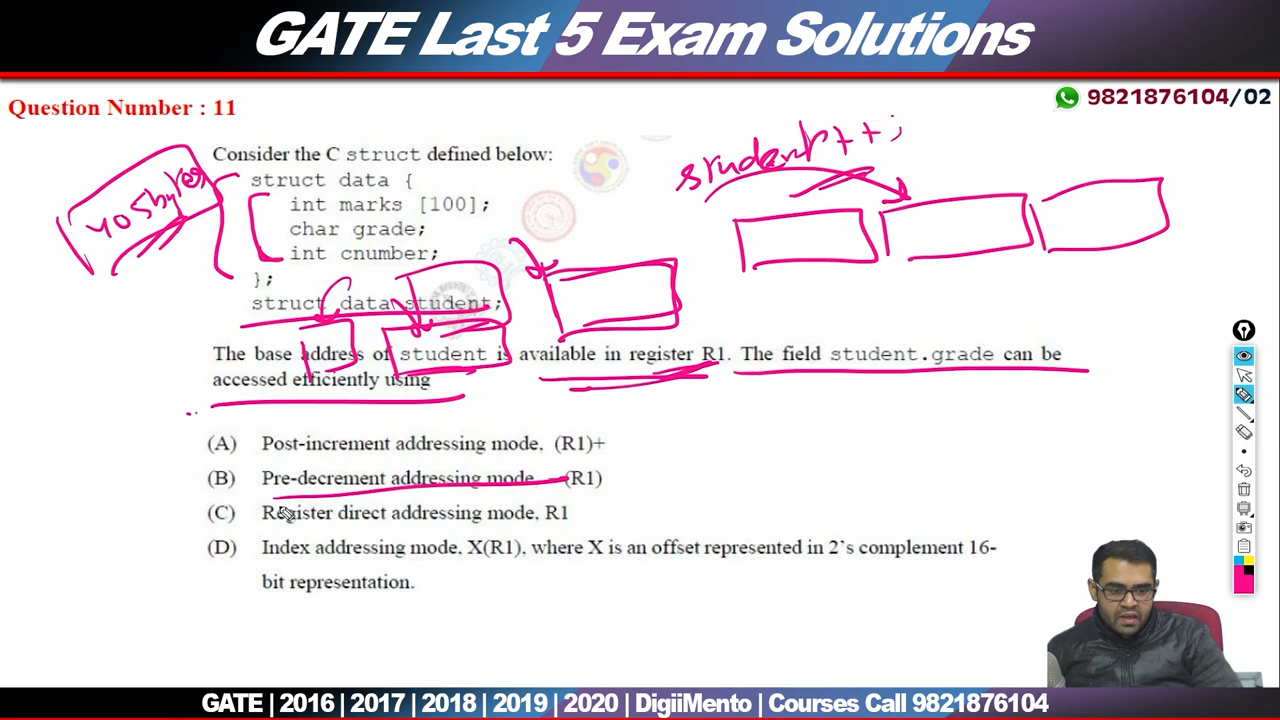 GATE Last 5 Exam Solutions
Question Number : 11
9821876104/02
student++;
405bytes
Consider the C struct defined below:
struct data {
int marks [100];
char grade;
int cnumber;
};
struct data student;
The base address of student is available in register R1. The field student.grade can be
accessed efficiently using
(A) Post-increment addressing mode, (R1)+
(B) Pre-decrement addressing mode, -(R1)
(C) Register direct addressing mode, R1
(D) Index addressing mode, X(R1), where X is an offset represented in 2's complement 16-
bit representation.
GATE | 2016 | 2017 | 2018 | 2019 | 2020 | DigiiMento | Courses Call 9821876104